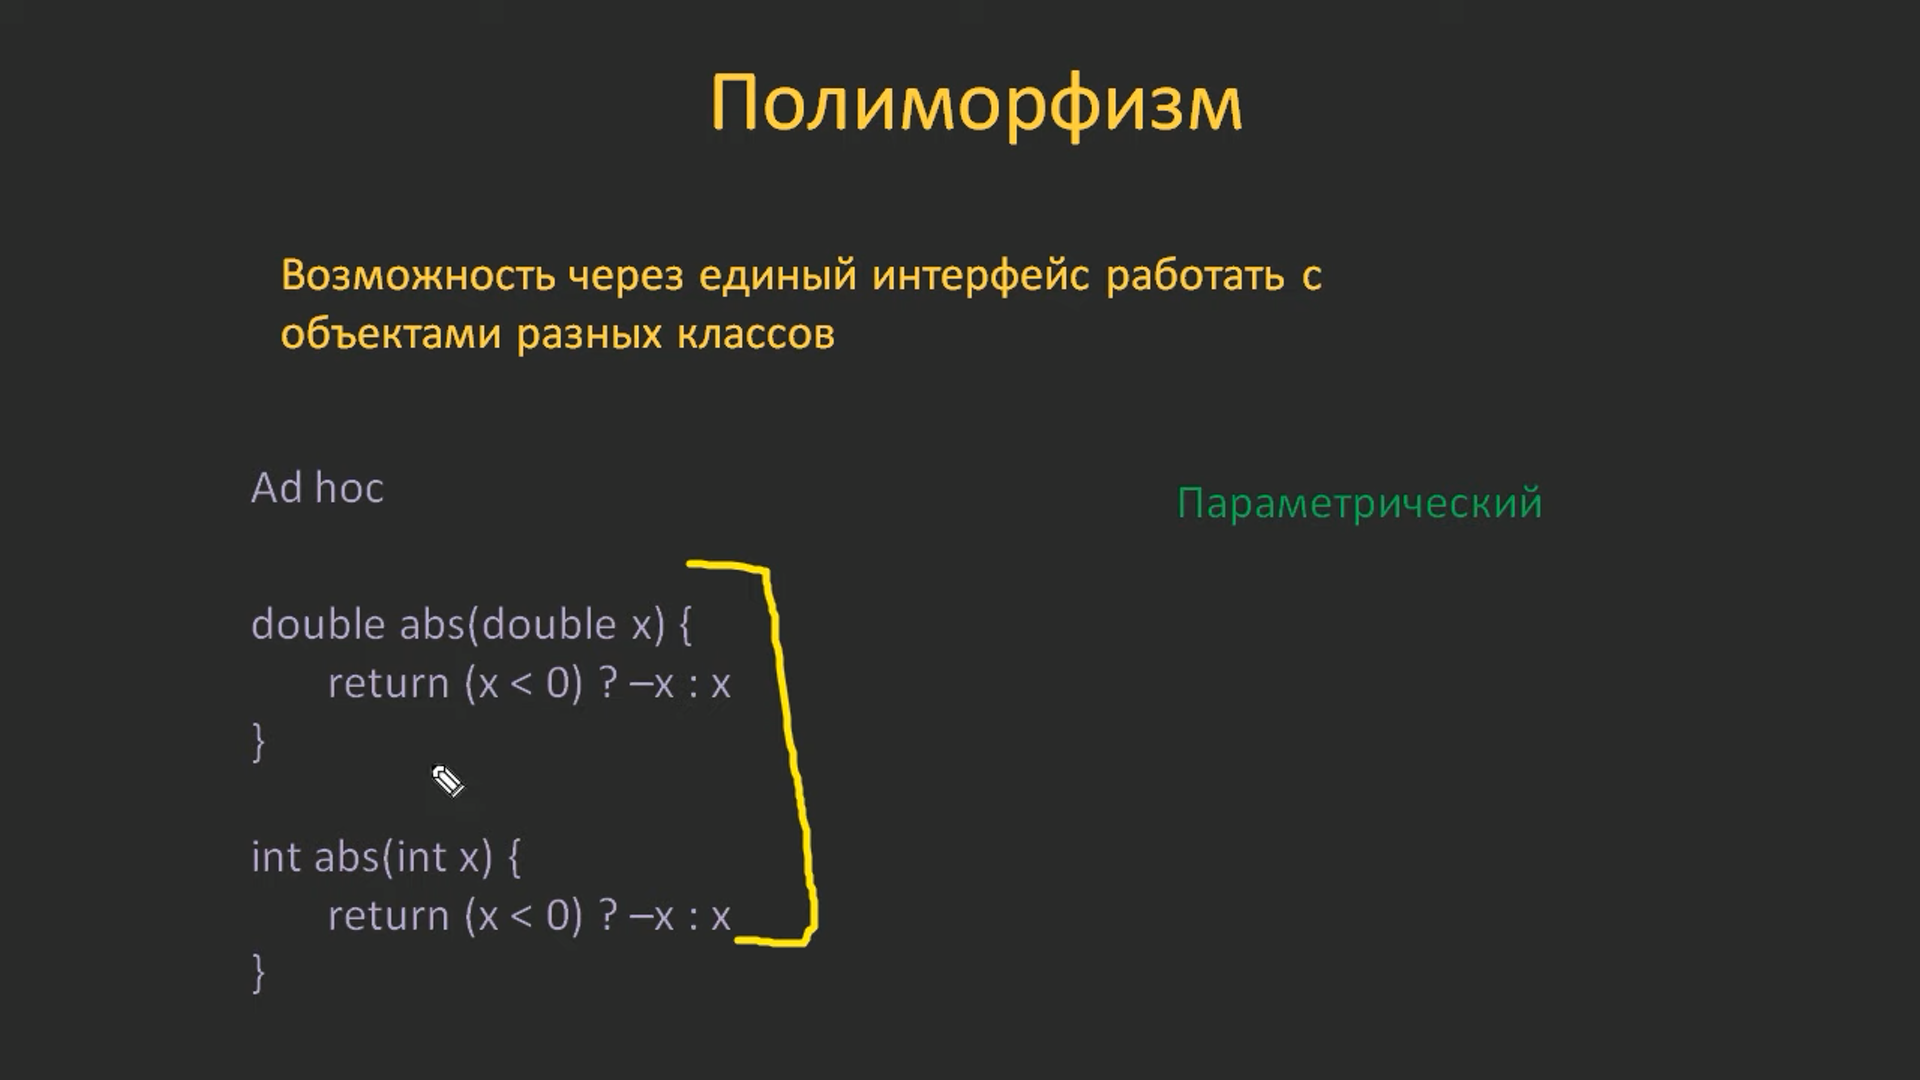 Полиморфизм
Возможность через единый интерфейс работать с
объектами разных классов
Ad hoc
double abs(double x) {
return (x < 0) ? –x : x
}
int abs(int x) {
return (x < 0) ? –x : x
}
Параметрический